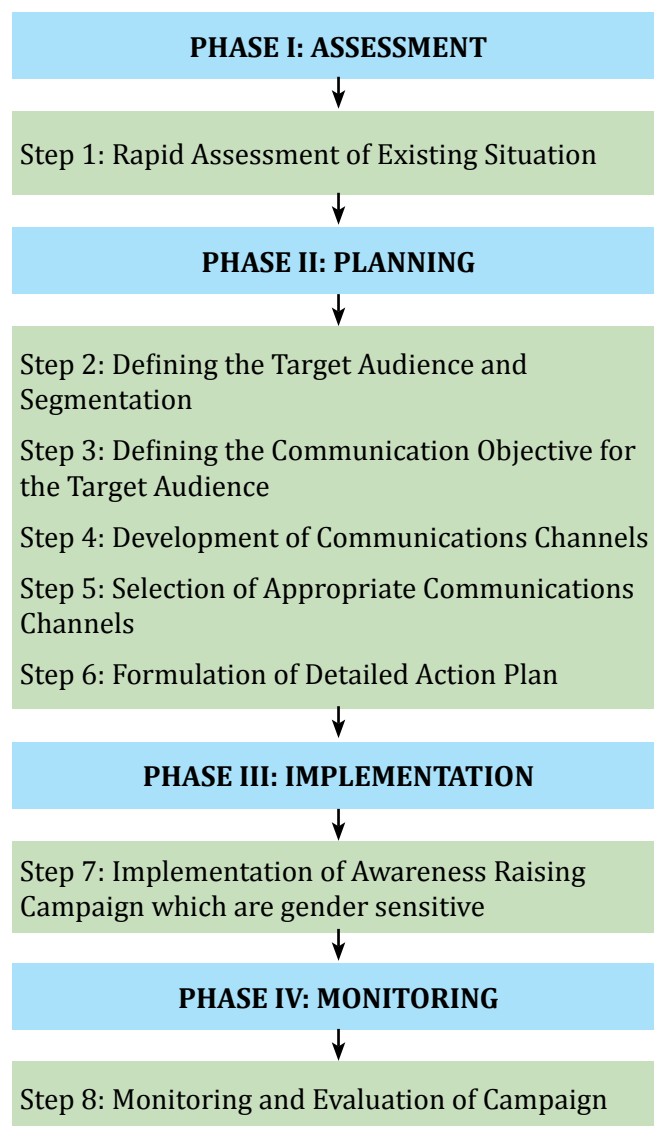 PHASE I: ASSESSMENT
Step 1: Rapid Assessment of Existing Situation
PHASE II: PLANNING
Step 2: Defining the Target Audience and
Segmentation
Step 3: Defining the Communication Objective for
the Target Audience
Step 4: Development of Communications Channels
Step 5: Selection of Appropriate Communications
Channels
Step 6: Formulation of Detailed Action Plan
PHASE III: IMPLEMENTATION
Step 7: Implementation of Awareness Raising
Campaign which are gender sensitive
PHASE IV: MONITORING
Step 8: Monitoring and Evaluation of Campaign